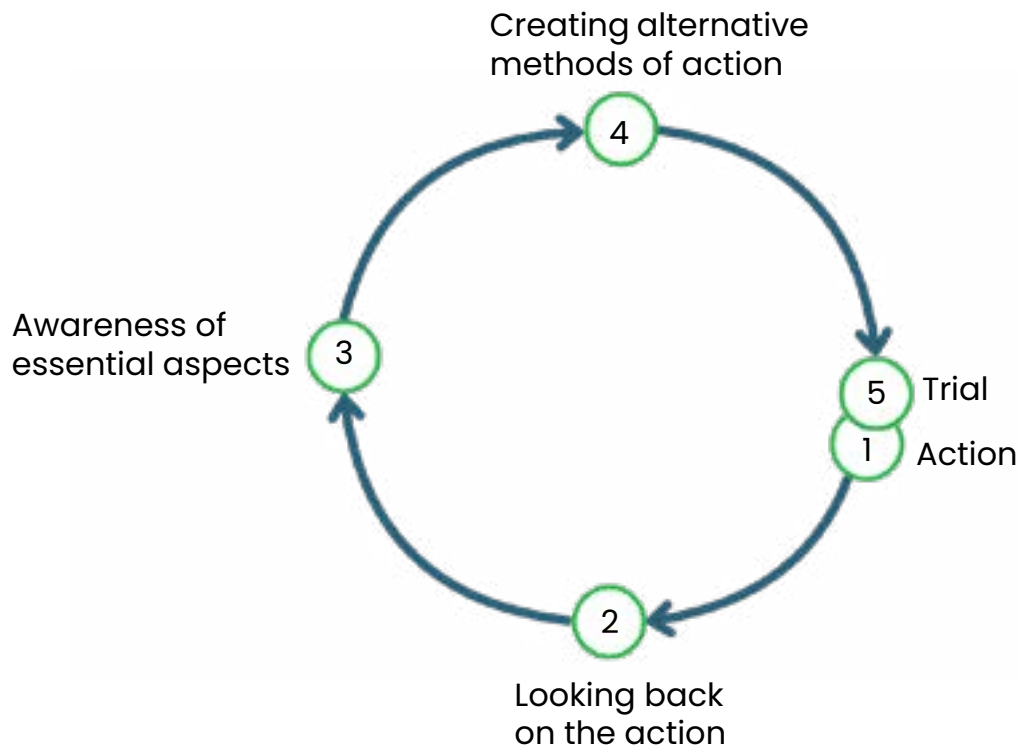 Creating alternative
methods of action
4
Awareness of
essential aspects
3
5
Trial
1
Action
2
Looking back
on the action